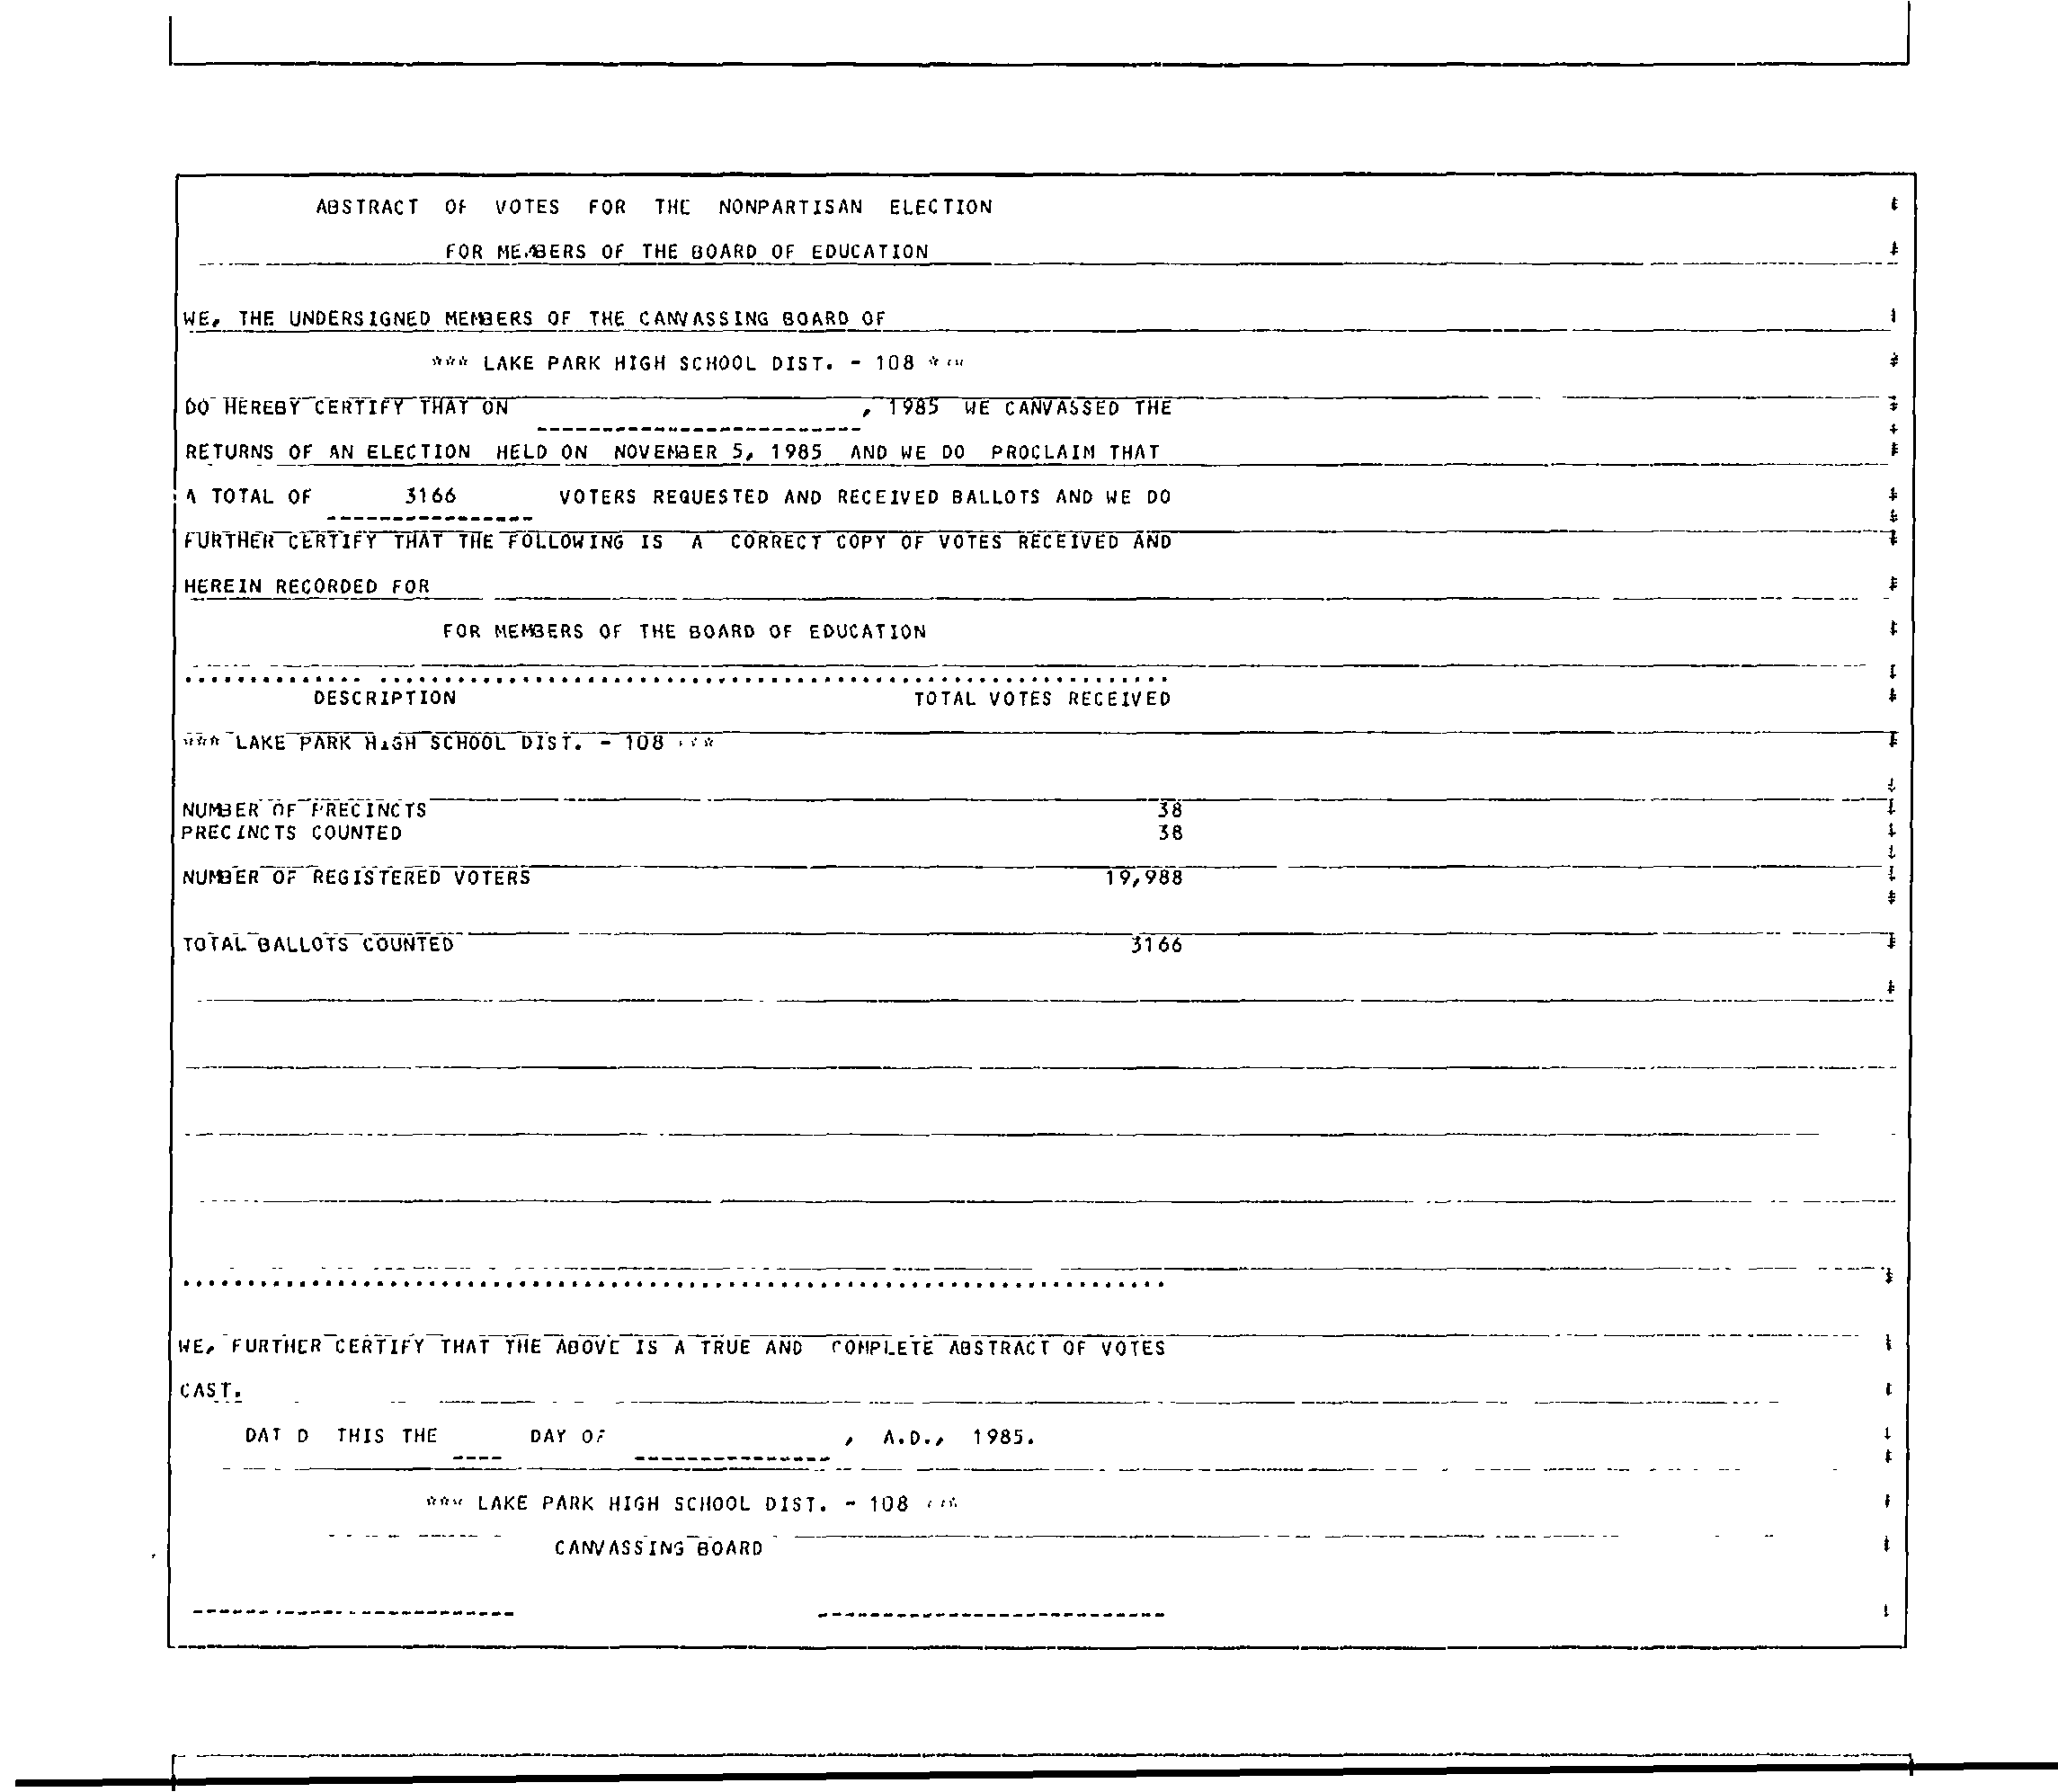 ABSTRACT OF VOTES FOR THE NONPARTISAN ELECTION
FOR MEMBERS OF THE BOARD OF EDUCATION
WE, THE UNDERSIGNED MEMBERS OF THE CANVASSING BOARD OF
*** LAKE PARK HIGH SCHOOL DIST. - 108 ***
DO HEREBY CERTIFY THAT ON , 1985 WE CANVASSED THE
RETURNS OF AN ELECTION HELD ON NOVEMBER 5, 1985 AND WE DO PROCLAIM THAT
A TOTAL OF 3166 VOTERS REQUESTED AND RECEIVED BALLOTS AND WE DO
FURTHER CERTIFY THAT THE FOLLOWING IS A CORRECT COPY OF VOTES RECEIVED AND
HEREIN RECORDED FOR
FOR MEMBERS OF THE BOARD OF EDUCATION
DESCRIPTION TOTAL VOTES RECEIVED
*** LAKE PARK HIGH SCHOOL DIST. - 108 ***
NUMBER OF PRECINCTS 38
PRECINCTS COUNTED 38
NUMBER OF REGISTERED VOTERS 19,988
TOTAL BALLOTS COUNTED 3166
WE, FURTHER CERTIFY THAT THE ABOVE IS A TRUE AND COMPLETE ABSTRACT OF VOTES
CAST.
DAT D THIS THE DAY OF , A.D., 1985.
*** LAKE PARK HIGH SCHOOL DIST. - 108 ***
CANVASSING BOARD